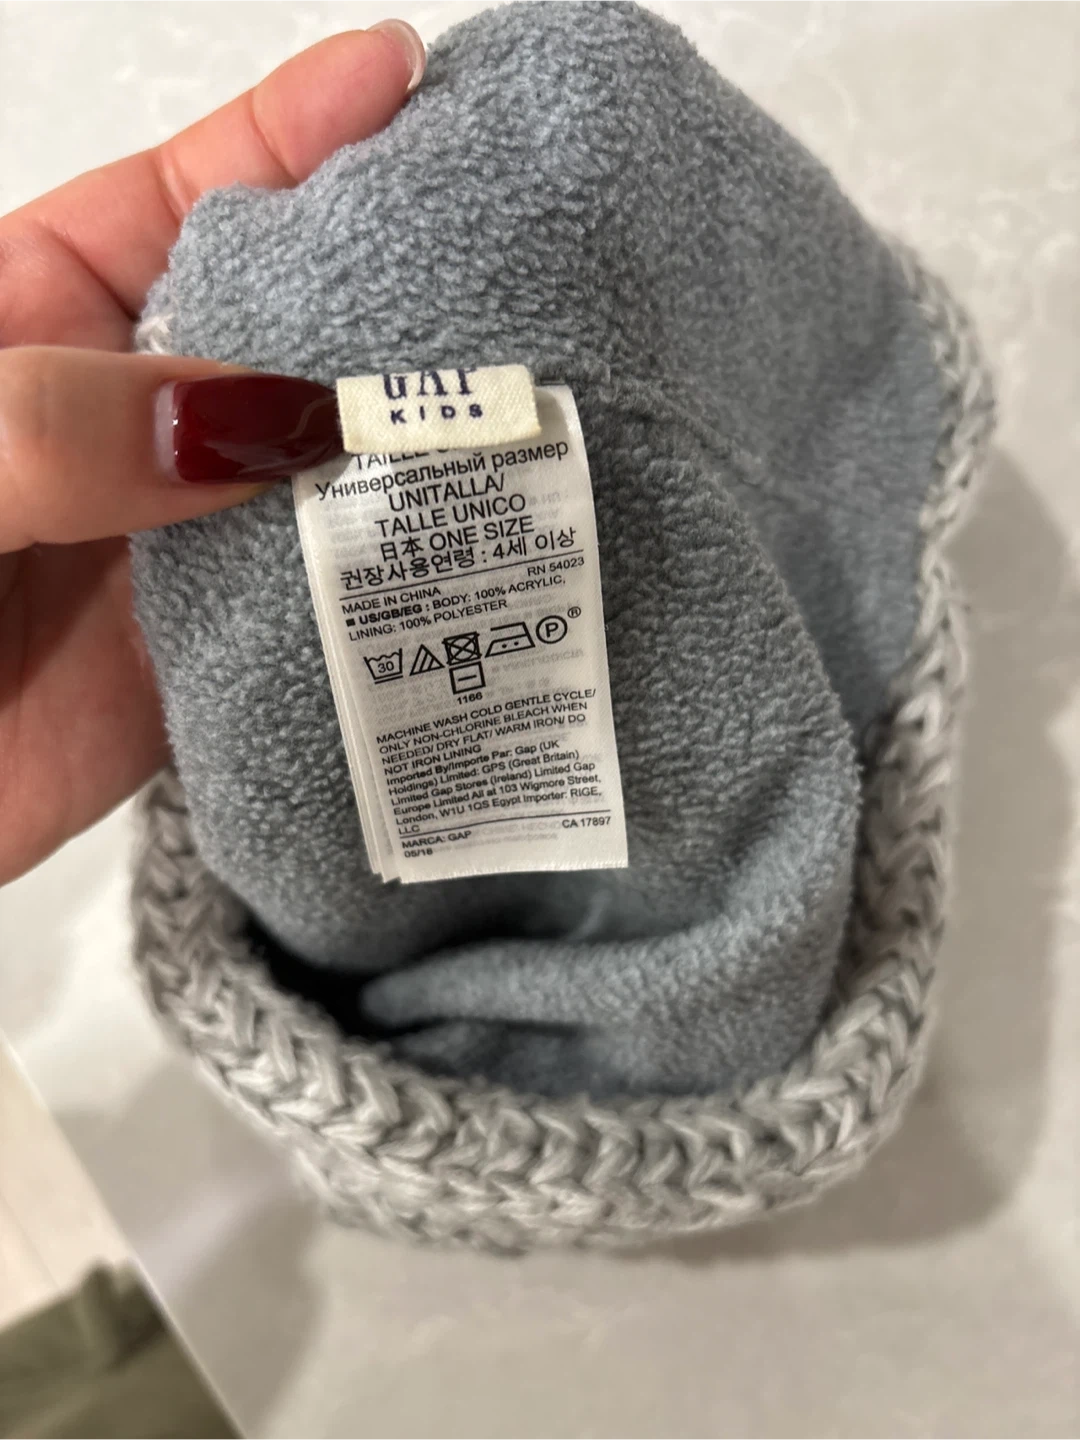 GAP
KIDS
TAILLE
Универсальный размер
UNITALLA/
TALLE UNICO
日本 ONE SIZE
권장사용연령 : 4세 이상
RN 54023
MADE IN CHINA
■ US/GB/EG : BODY: 100% ACRYLIC,
LINING: 100% POLYESTER
30
P
®
1166
MACHINE WASH COLD GENTLE CYCLE/
ONLY NON-CHLORINE BLEACH WHEN
NEEDED/ DRY FLAT/ WARM IRON/ DO
NOT IRON LINING
Imported By/Importe Par: Gap (UK
Holdings) Limited: GPS (Great Britain)
Limited Gap Stores (Ireland) Limited Gap
Europe Limited All at 103 Wigmore Street,
London, W1U 1QS Egypt Importer: RIGE,
LLC
CA 17897
MARCA: GAP
05/18